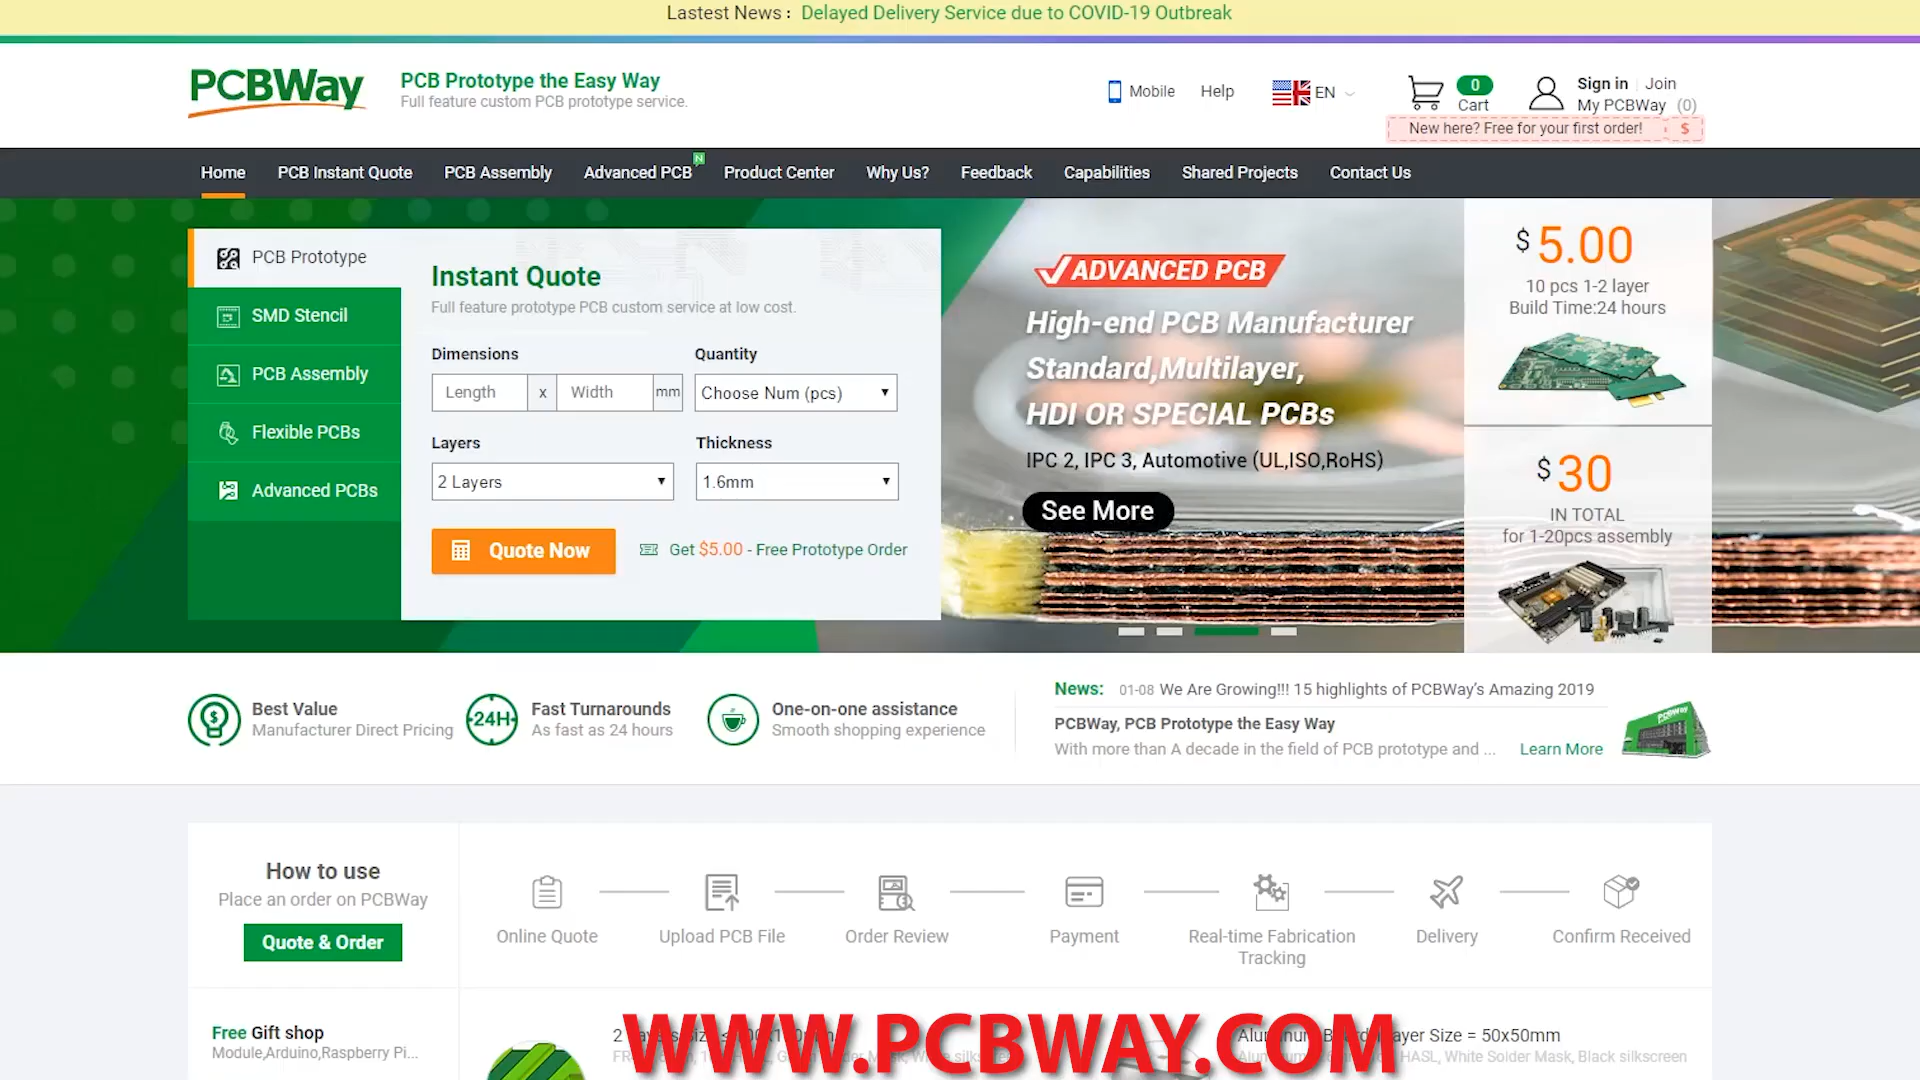 Lastest News : Delayed Delivery Service due to COVID-19 Outbreak
PCBWay
PCB Prototype the Easy Way
Full feature custom PCB prototype service.
Mobile
Help
EN
0
Cart
Sign in Join
My PCBWay (0)
New here? Free for your first order! $
Home
PCB Instant Quote
PCB Assembly
Advanced PCB
N
Product Center
Why Us?
Feedback
Capabilities
Shared Projects
Contact Us
PCB Prototype
SMD Stencil
PCB Assembly
Flexible PCBs
Advanced PCBs
Instant Quote
Full feature prototype PCB custom service at low cost.
Dimensions
Quantity
Length x Width mm
Choose Num (pcs)
Layers
Thickness
2 Layers
1.6mm
Quote Now
Get $5.00 - Free Prototype Order
ADVANCED PCB
High-end PCB Manufacturer
Standard,Multilayer,
HDI OR SPECIAL PCBs
IPC 2, IPC 3, Automotive (UL,ISO,RoHS)
See More
$ 5.00
10 pcs 1-2 layer
Build Time:24 hours
$ 30
IN TOTAL
for 1-20pcs assembly
Best Value
Manufacturer Direct Pricing
24H
Fast Turnarounds
As fast as 24 hours
One-on-one assistance
Smooth shopping experience
News: 01-08 We Are Growing!!! 15 highlights of PCBWay's Amazing 2019
PCBWay, PCB Prototype the Easy Way
With more than A decade in the field of PCB prototype and ... Learn More
PCBWay
How to use
Place an order on PCBWay
Quote & Order
Online Quote
Upload PCB File
Order Review
Payment
Real-time Fabrication
Tracking
Delivery
Confirm Received
Free Gift shop
Module,Arduino,Raspberry Pi...
Layer Size = 50x50mm
HASL, White Solder Mask, Black silkscreen
WWW.PCBWAY.COM